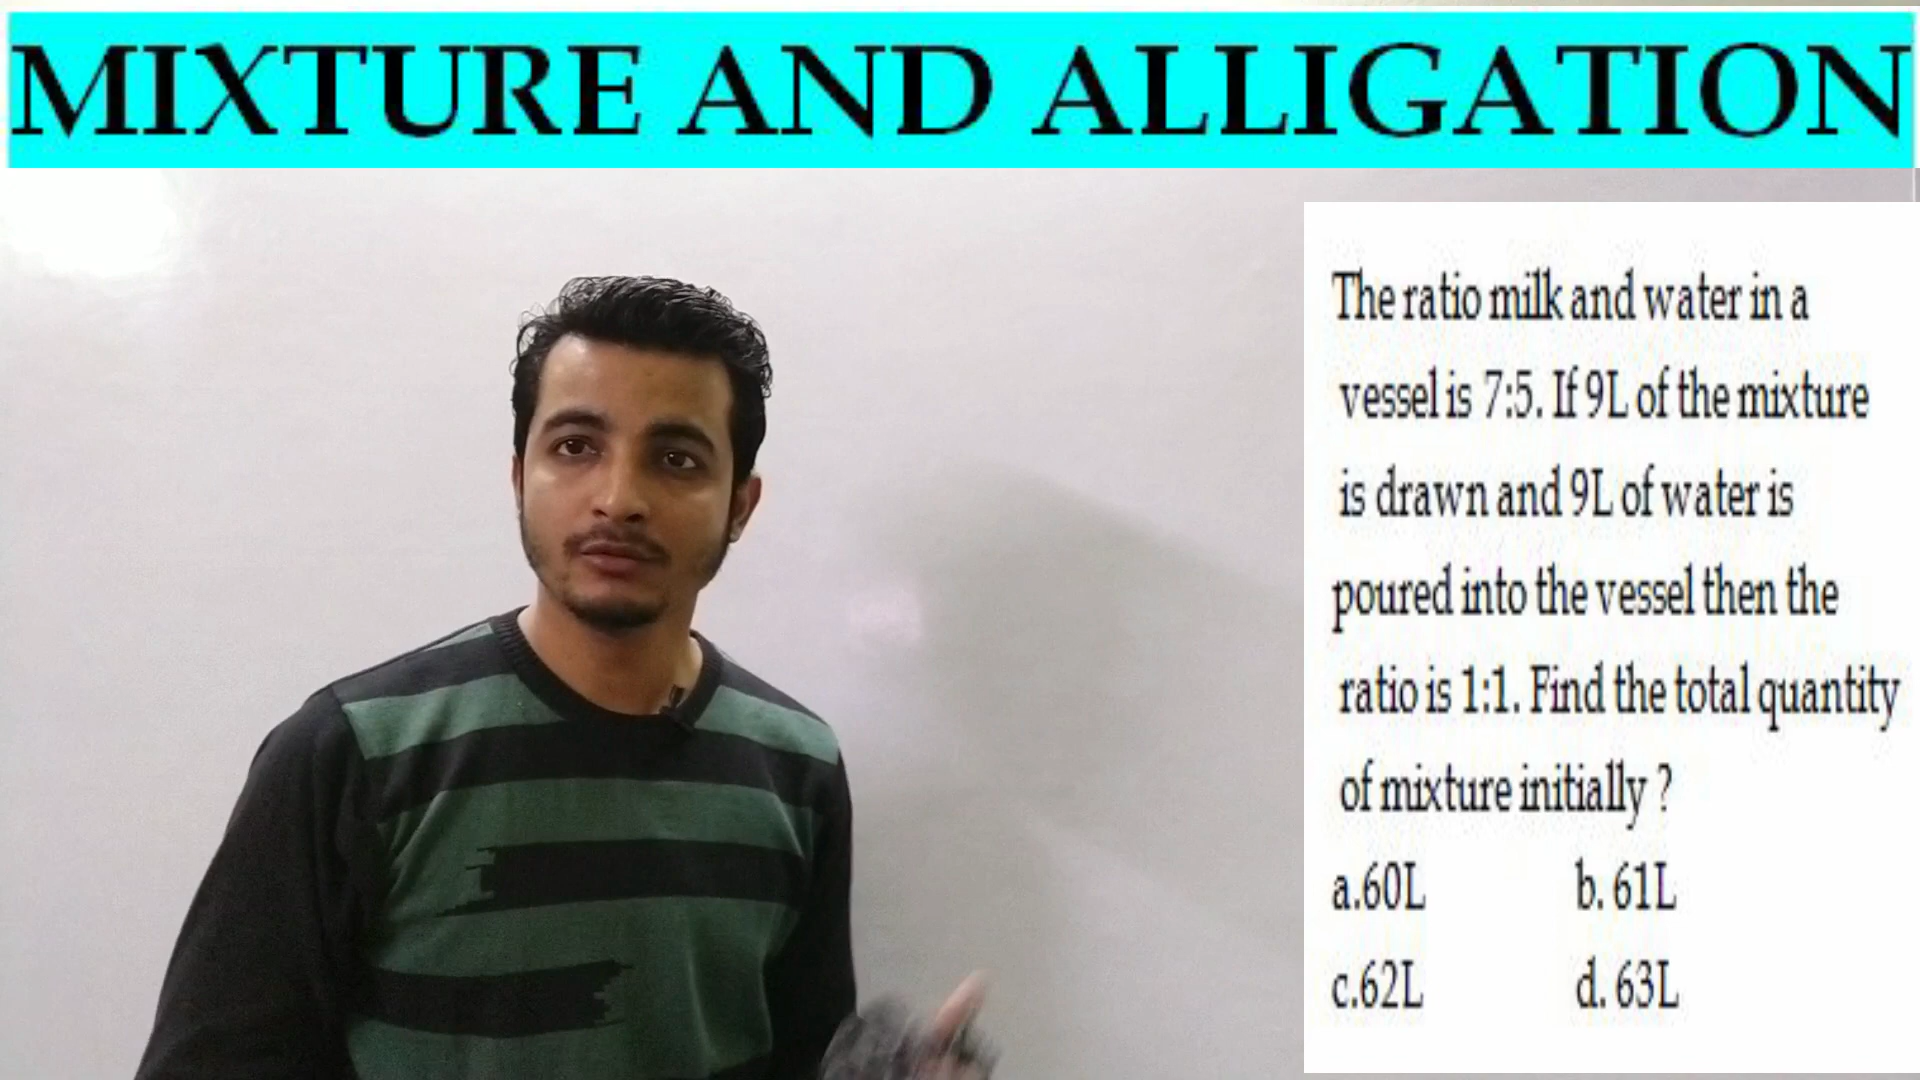 MIXTURE AND ALLIGATION
The ratio milk and water in a
vessel is 7:5. If 9L of the mixture
is drawn and 9L of water is
poured into the vessel then the
ratio is 1:1. Find the total quantity
of mixture initially ?
a.60L b. 61L
c.62L d. 63L